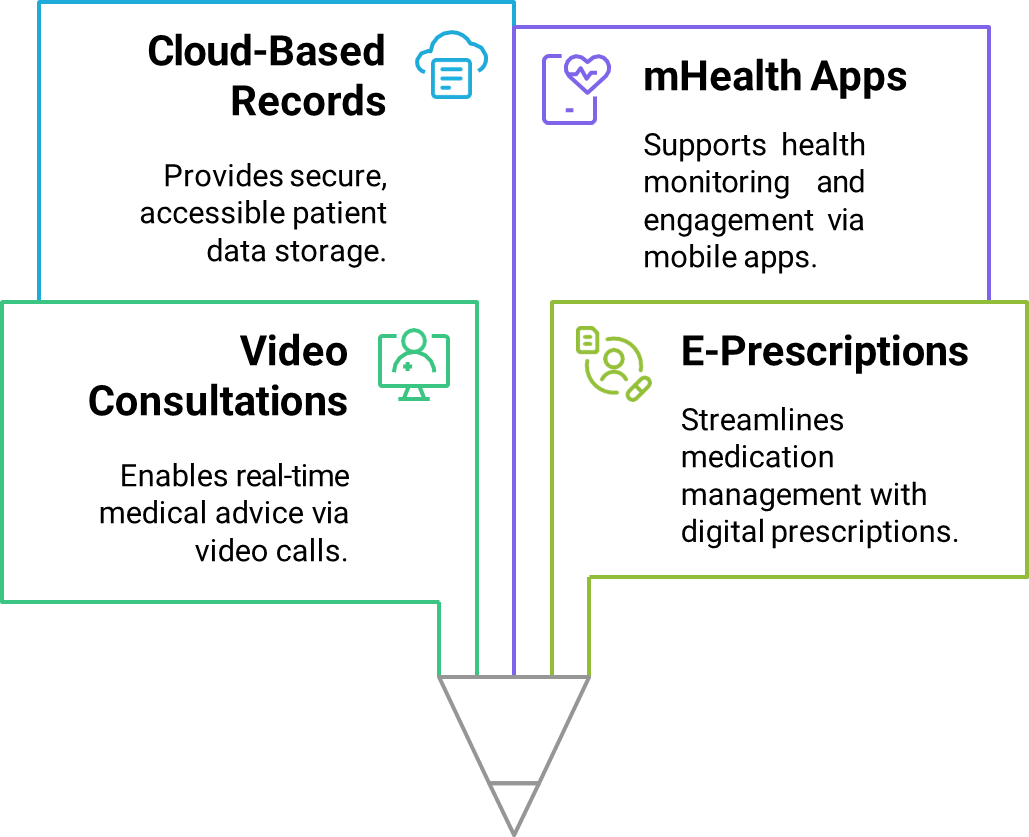 Cloud-Based
Records
Provides secure,
accessible patient
data storage.
mHealth Apps
Supports health
monitoring and
engagement via
mobile apps.
Video
Consultations
Enables real-time
medical advice via
video calls.
E-Prescriptions
Streamlines
medication
management with
digital prescriptions.